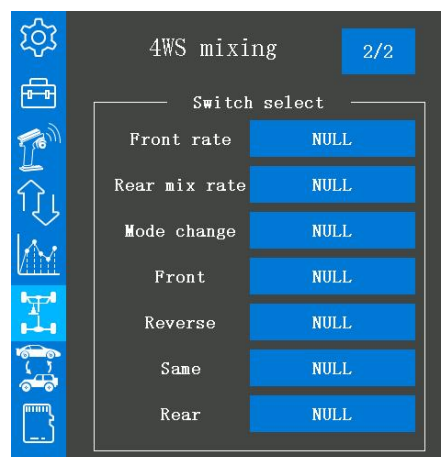 4WS mixing 2/2
Switch select
Front rate NULL
Rear mix rate NULL
Mode change NULL
Front NULL
Reverse NULL
Same NULL
Rear NULL